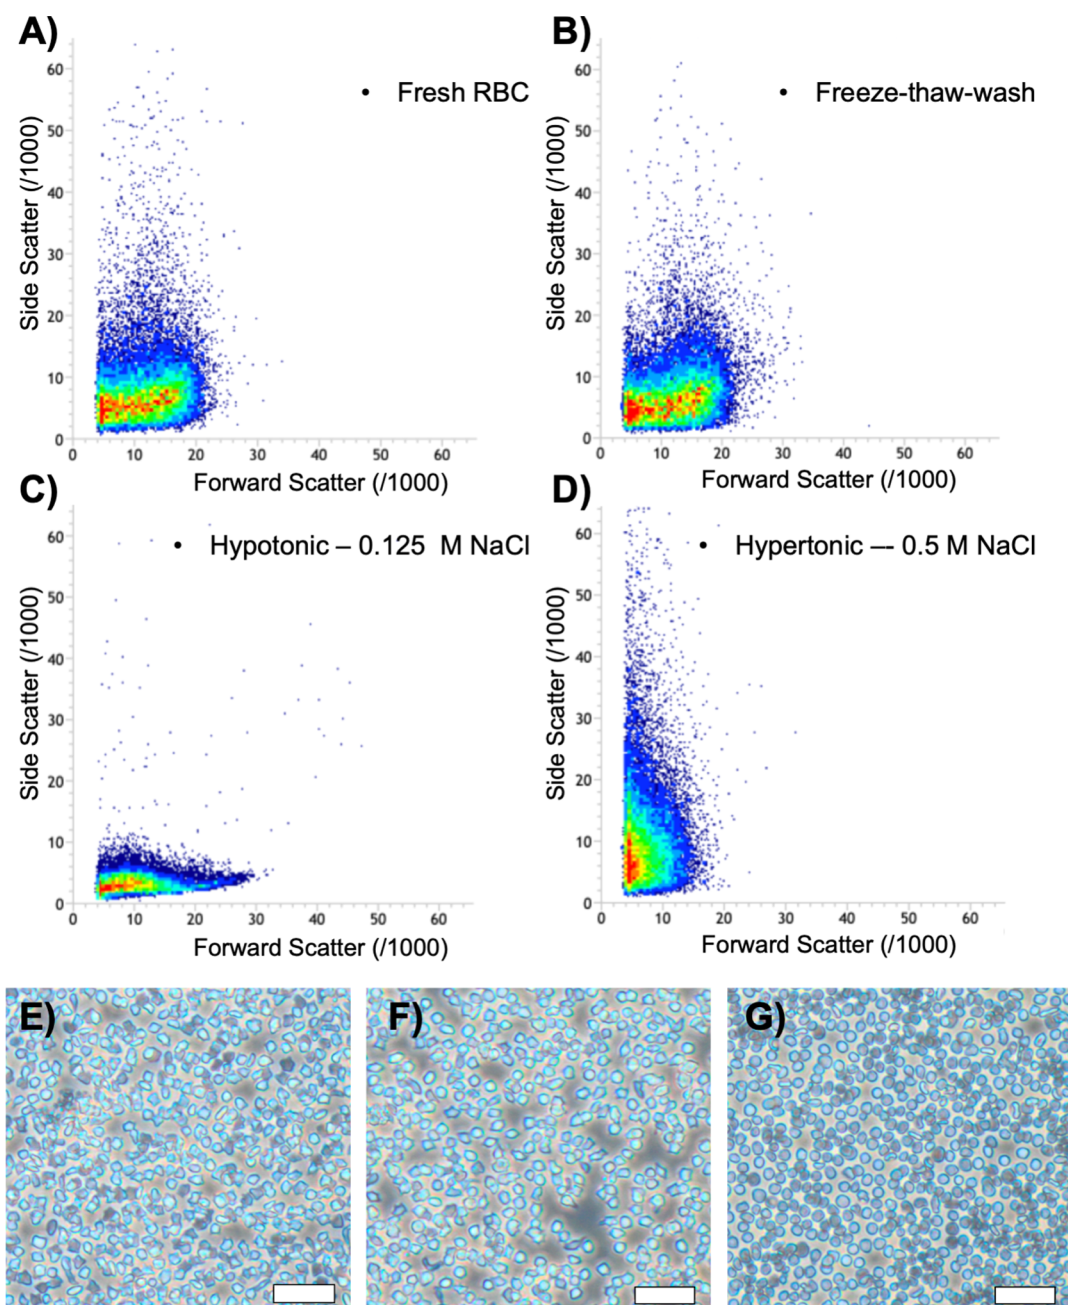 A)
B)
• Fresh RBC
• Freeze-thaw-wash
60
50
40
30
20
10
0
Side Scatter (/1000)
0 10 20 30 40 50 60
Forward Scatter (/1000)
60
50
40
30
20
10
0
Side Scatter (/1000)
0 10 20 30 40 50 60
Forward Scatter (/1000)
C)
D)
• Hypotonic – 0.125 M NaCl
• Hypertonic –- 0.5 M NaCl
60
50
40
30
20
10
0
Side Scatter (/1000)
0 10 20 30 40 50 60
Forward Scatter (/1000)
60
50
40
30
20
10
0
Side Scatter (/1000)
0 10 20 30 40 50 60
Forward Scatter (/1000)
E)
F)
G)